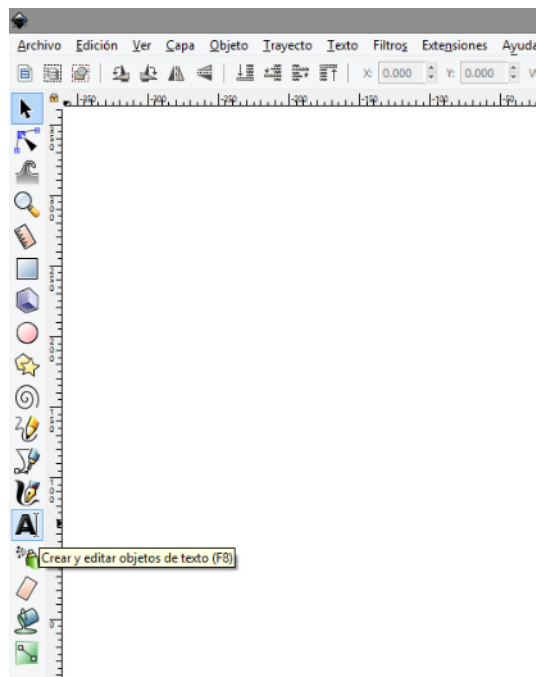 Archivo Edición Ver Capa Objeto Trayecto Texto Filtros Extensiones Ayuda
X: 0.000 Y: 0.000
Crear y editar objetos de texto (F8)